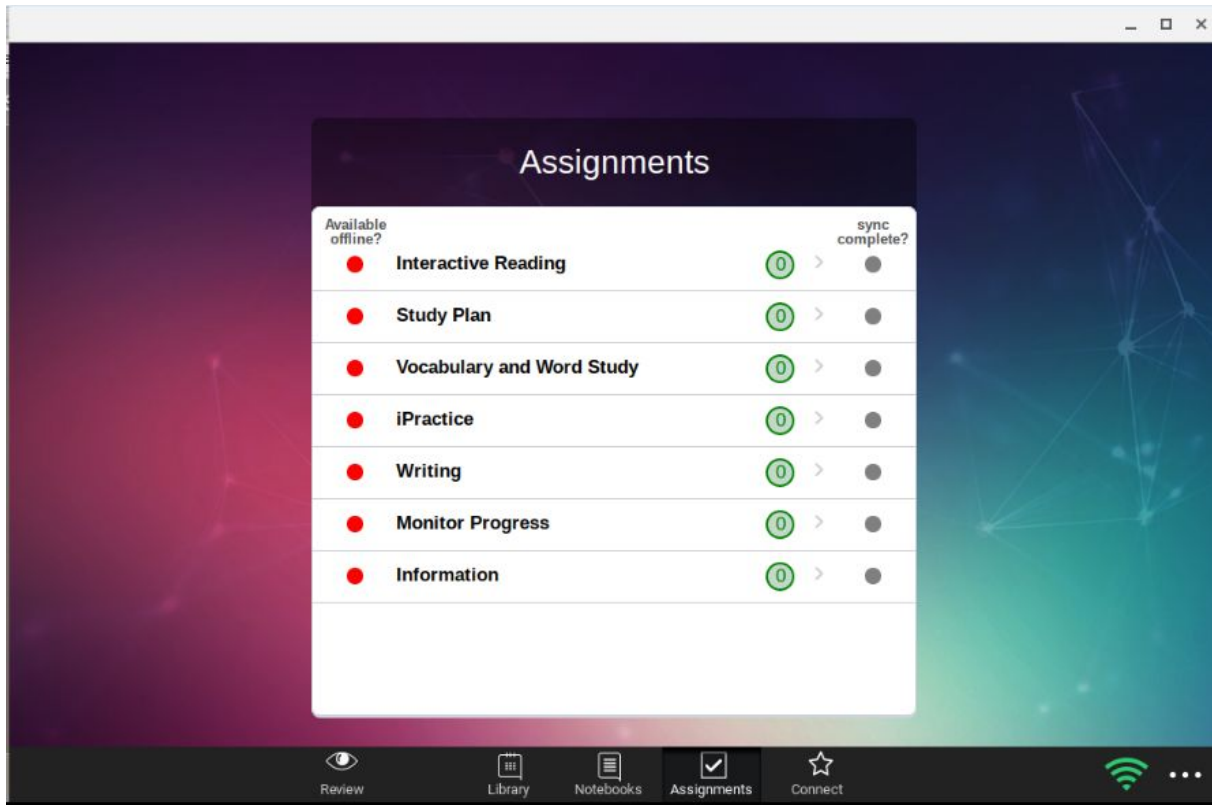 Assignments
Available
offline?
sync
complete?
Interactive Reading 0
Study Plan 0
Vocabulary and Word Study 0
iPractice 0
Writing 0
Monitor Progress 0
Information 0
Review Library Notebooks Assignments Connect